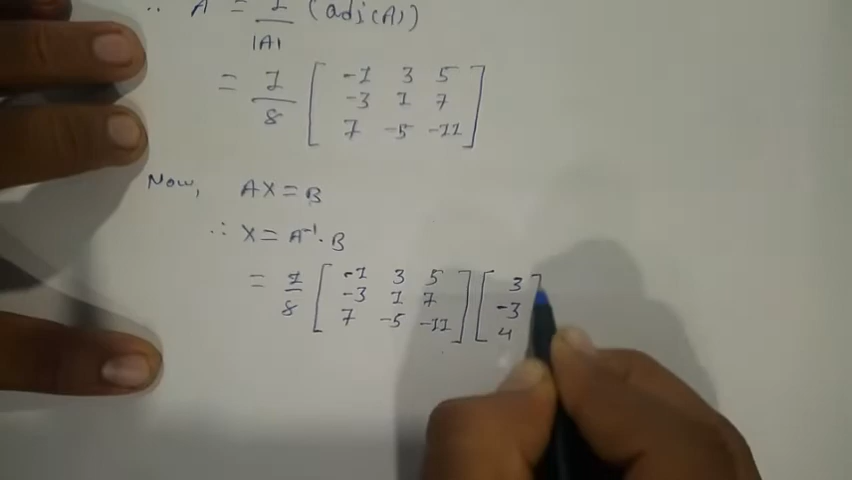 ∴ A = 1/|A| (adj(A))
= 1/8 [ -1 3 5
-3 1 7
7 -5 -11 ]
Now, AX = B
∴ X = A⁻¹ · B
= 1/8 [ -1 3 5 ] [ 3 ]
-3 1 7 -3
7 -5 -11 4